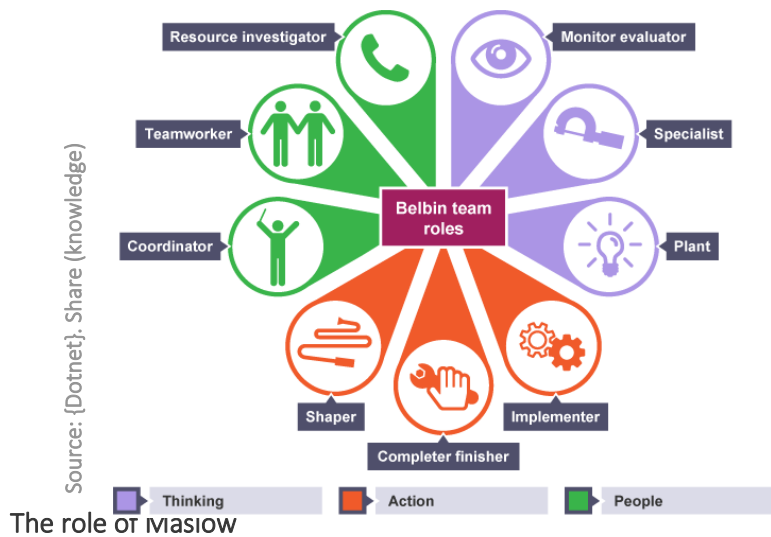 Resource investigator
Monitor evaluator
Teamworker
Specialist
Belbin team
roles
Coordinator
Plant
Shaper
Implementer
Completer finisher
Thinking
Action
People
Source: {Dotnet}. Share (knowledge)
The role of Maslow